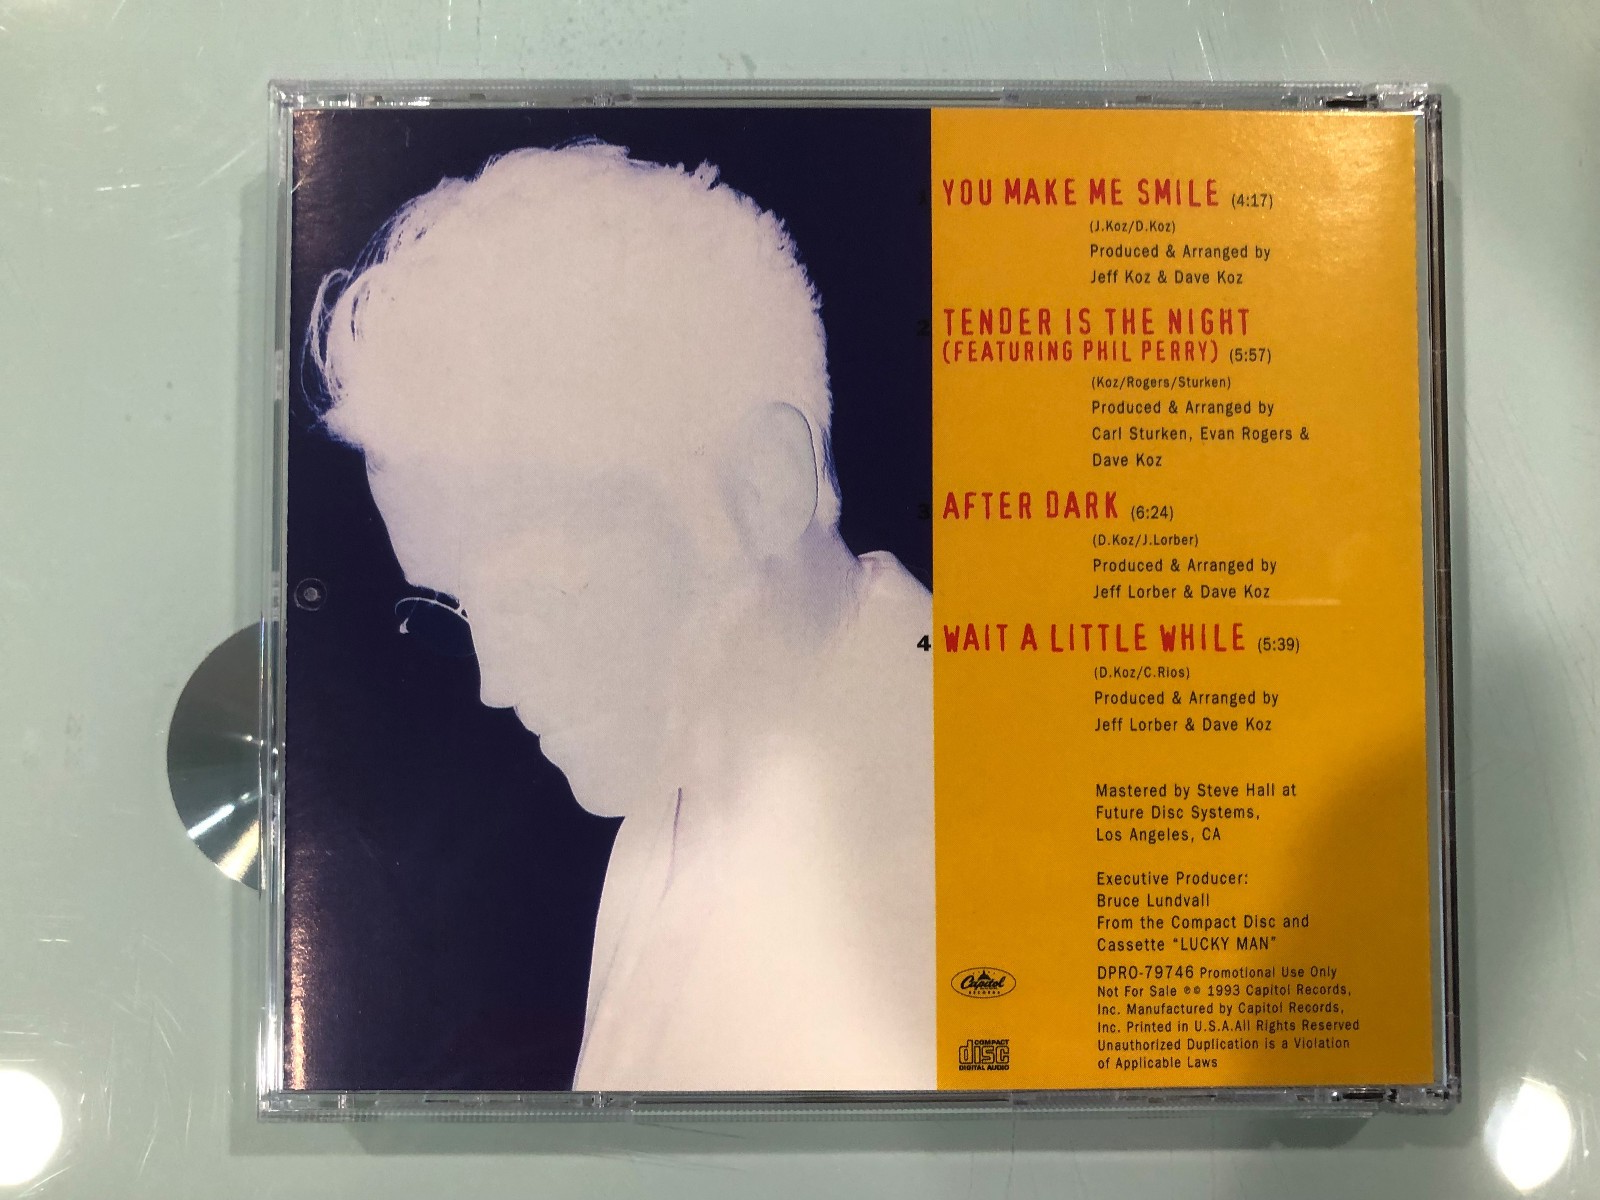 1 YOU MAKE ME SMILE (4:17)
(J.Koz/D.Koz)
Produced & Arranged by
Jeff Koz & Dave Koz
2 TENDER IS THE NIGHT
(FEATURING PHIL PERRY) (5:57)
(Koz/Rogers/Sturken)
Produced & Arranged by
Carl Sturken, Evan Rogers &
Dave Koz
3 AFTER DARK (6:24)
(D.Koz/J.Lorber)
Produced & Arranged by
Jeff Lorber & Dave Koz
4 WAIT A LITTLE WHILE (5:39)
(D.Koz/C.Rios)
Produced & Arranged by
Jeff Lorber & Dave Koz
Mastered by Steve Hall at
Future Disc Systems,
Los Angeles, CA
Executive Producer:
Bruce Lundvall
From the Compact Disc and
Cassette “LUCKY MAN”
DPRO-79746 Promotional Use Only
Not For Sale ℗© 1993 Capitol Records,
Inc. Manufactured by Capitol Records,
Inc. Printed in U.S.A.All Rights Reserved
Unauthorized Duplication is a Violation
of Applicable Laws
Capitol
RECORDS
COMPACT
disc
DIGITAL AUDIO